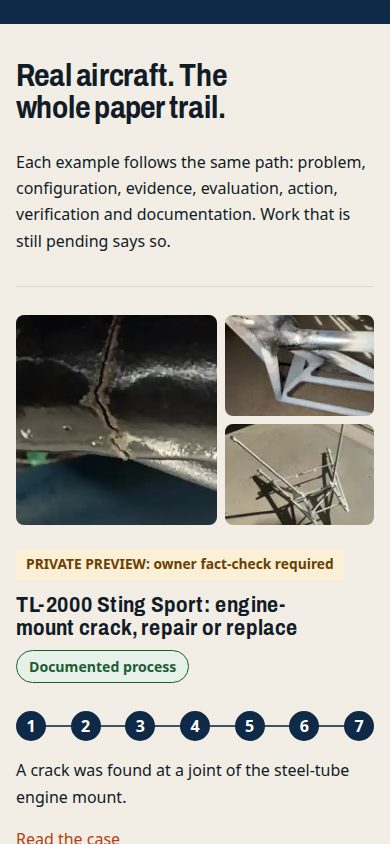 Real aircraft. The
whole paper trail.
Each example follows the same path: problem,
configuration, evidence, evaluation, action,
verification and documentation. Work that is
still pending says so.
PRIVATE PREVIEW: owner fact-check required
TL-2000 Sting Sport: engine-
mount crack, repair or replace
Documented process
1 2 3 4 5 6 7
A crack was found at a joint of the steel-tube
engine mount.
Read the case